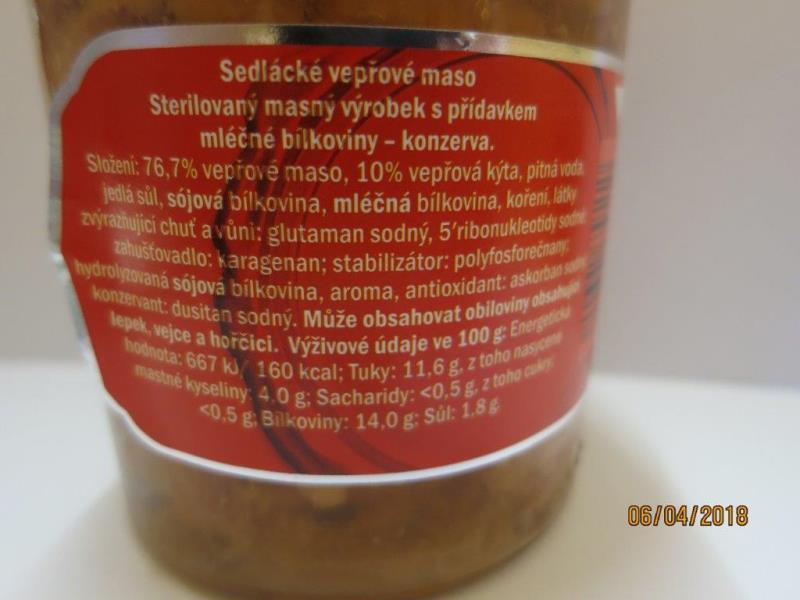 Sedlácké vepřové maso
Sterilovaný masný výrobek s přídavkem
mléčné bílkoviny – konzerva.
Složení: 76,7% vepřové maso, 10% vepřová kýta, pitná voda,
jedlá sůl, sójová bílkovina, mléčná bílkovina, koření, látky
zvýrazňující chuť a vůni: glutaman sodný, 5'ribonukleotidy sodné,
zahušťovadlo: karagenan; stabilizátor: polyfosforečnany;
hydrolyzovaná sójová bílkovina, aroma, antioxidant: askorban sodný,
konzervant: dusitan sodný. Může obsahovat obiloviny obsahující
lepek, vejce a hořčici. Výživové údaje ve 100 g: Energetická
hodnota: 667 kJ/ 160 kcal; Tuky: 11,6 g, z toho nasycené
mastné kyseliny: 4,0 g; Sacharidy: <0,5 g, z toho cukry:
<0,5 g; Bílkoviny: 14,0 g; Sůl: 1,8 g.
06/04/2018